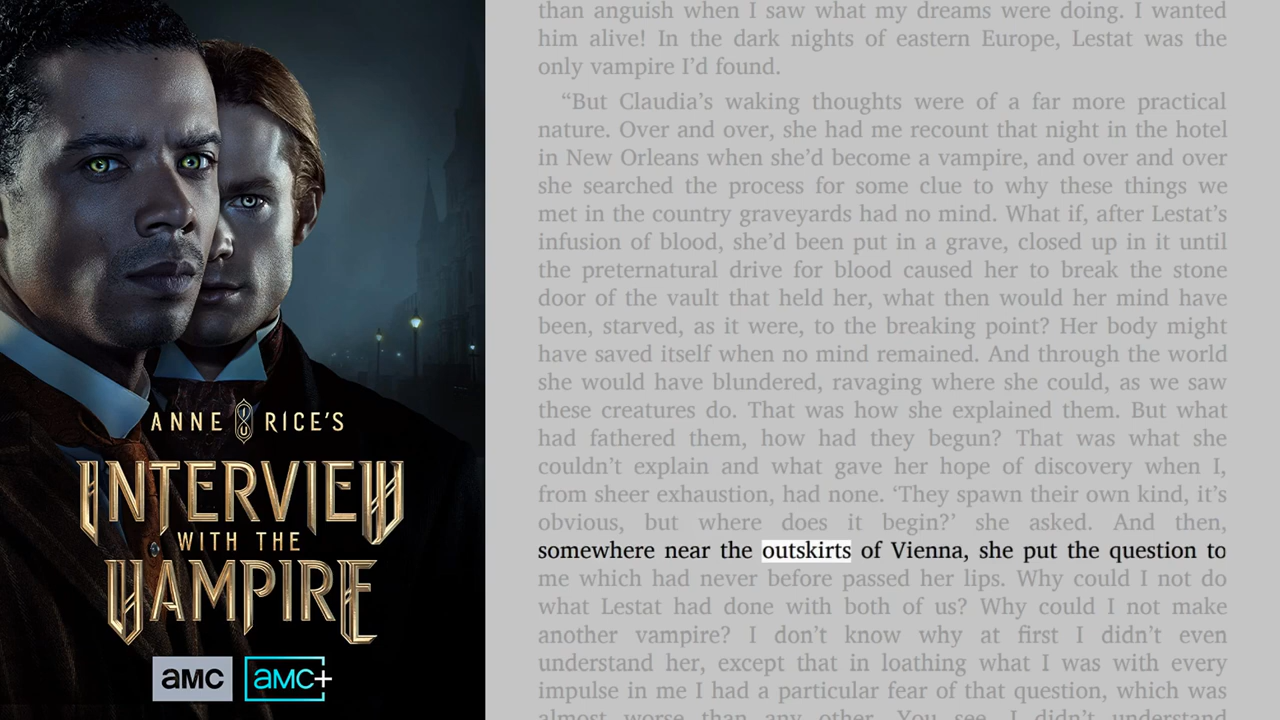 ANNE RICE'S
INTERVIEW
WITH THE
VAMPIRE
aMC
aMC+
than anguish when I saw what my dreams were doing. I wanted
him alive! In the dark nights of eastern Europe, Lestat was the
only vampire I’d found.
“But Claudia’s waking thoughts were of a far more practical
nature. Over and over, she had me recount that night in the hotel
in New Orleans when she’d become a vampire, and over and over
she searched the process for some clue to why these things we
met in the country graveyards had no mind. What if, after Lestat’s
infusion of blood, she’d been put in a grave, closed up in it until
the preternatural drive for blood caused her to break the stone
door of the vault that held her, what then would her mind have
been, starved, as it were, to the breaking point? Her body might
have saved itself when no mind remained. And through the world
she would have blundered, ravaging where she could, as we saw
these creatures do. That was how she explained them. But what
had fathered them, how had they begun? That was what she
couldn’t explain and what gave her hope of discovery when I,
from sheer exhaustion, had none. ‘They spawn their own kind, it’s
obvious, but where does it begin?’ she asked. And then,
somewhere near the outskirts of Vienna, she put the question to
me which had never before passed her lips. Why could I not do
what Lestat had done with both of us? Why could I not make
another vampire? I don’t know why at first I didn’t even
understand her, except that in loathing what I was with every
impulse in me I had a particular fear of that question, which was
almost worse than any other. You see, I didn’t understand